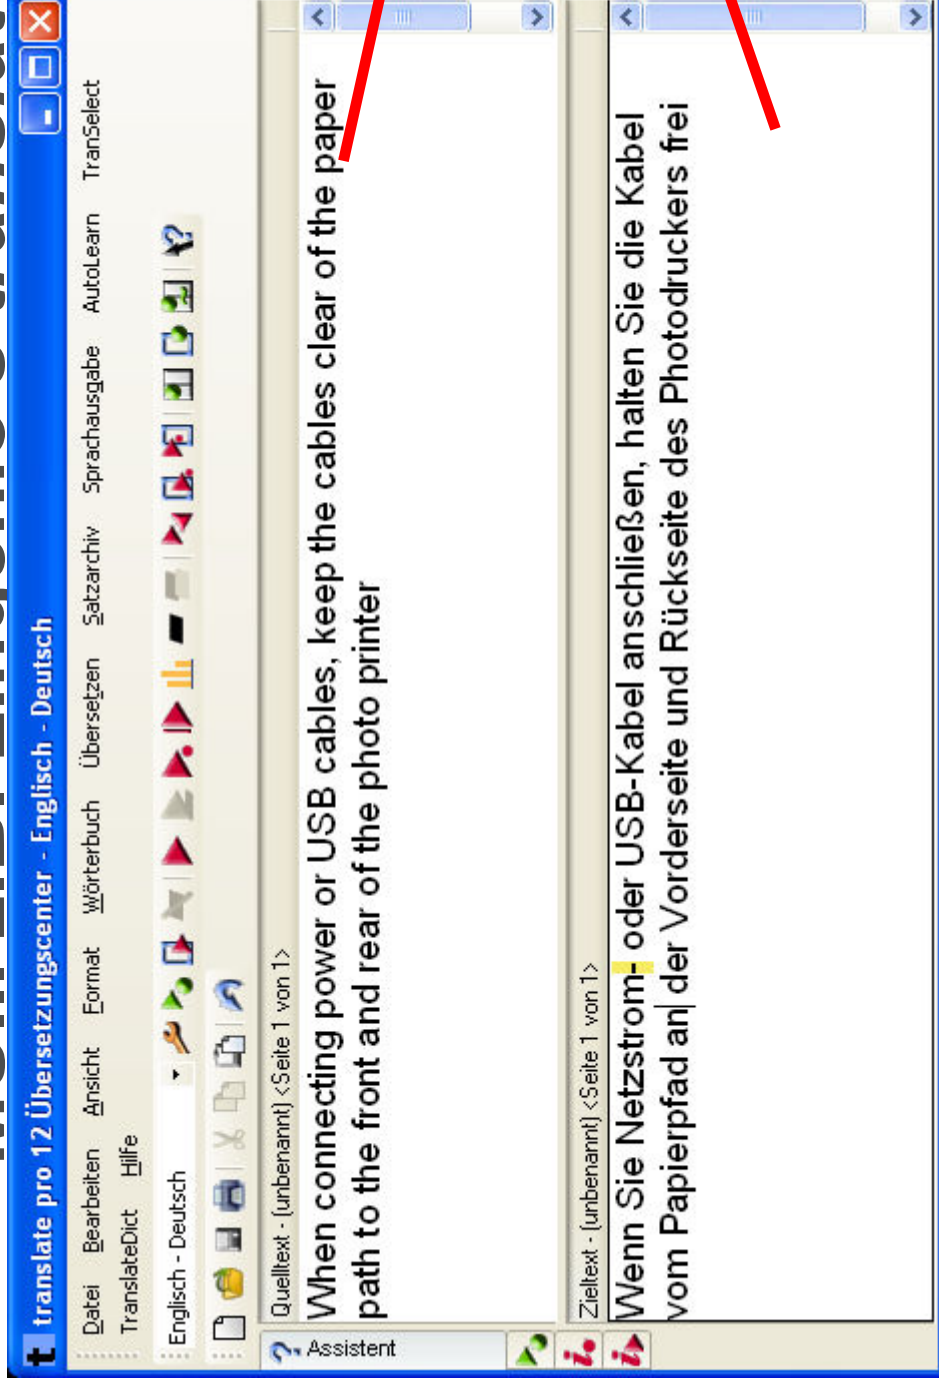 translate pro 12 Übersetzungscenter - Englisch - Deutsch
Datei Bearbeiten Ansicht Format Wörterbuch Übersetzen Satzarchiv Sprachausgabe AutoLearn TranSelect
TranslateDict Hilfe
Englisch - Deutsch
Assistent
Quelltext - (unbenannt) <Seite 1 von 1>
When connecting power or USB cables, keep the cables clear of the paper
path to the front and rear of the photo printer
Zieltext - (unbenannt) <Seite 1 von 1>
Wenn Sie Netzstrom- oder USB-Kabel anschließen, halten Sie die Kabel
vom Papierpfad an der Vorderseite und Rückseite des Photodruckers frei